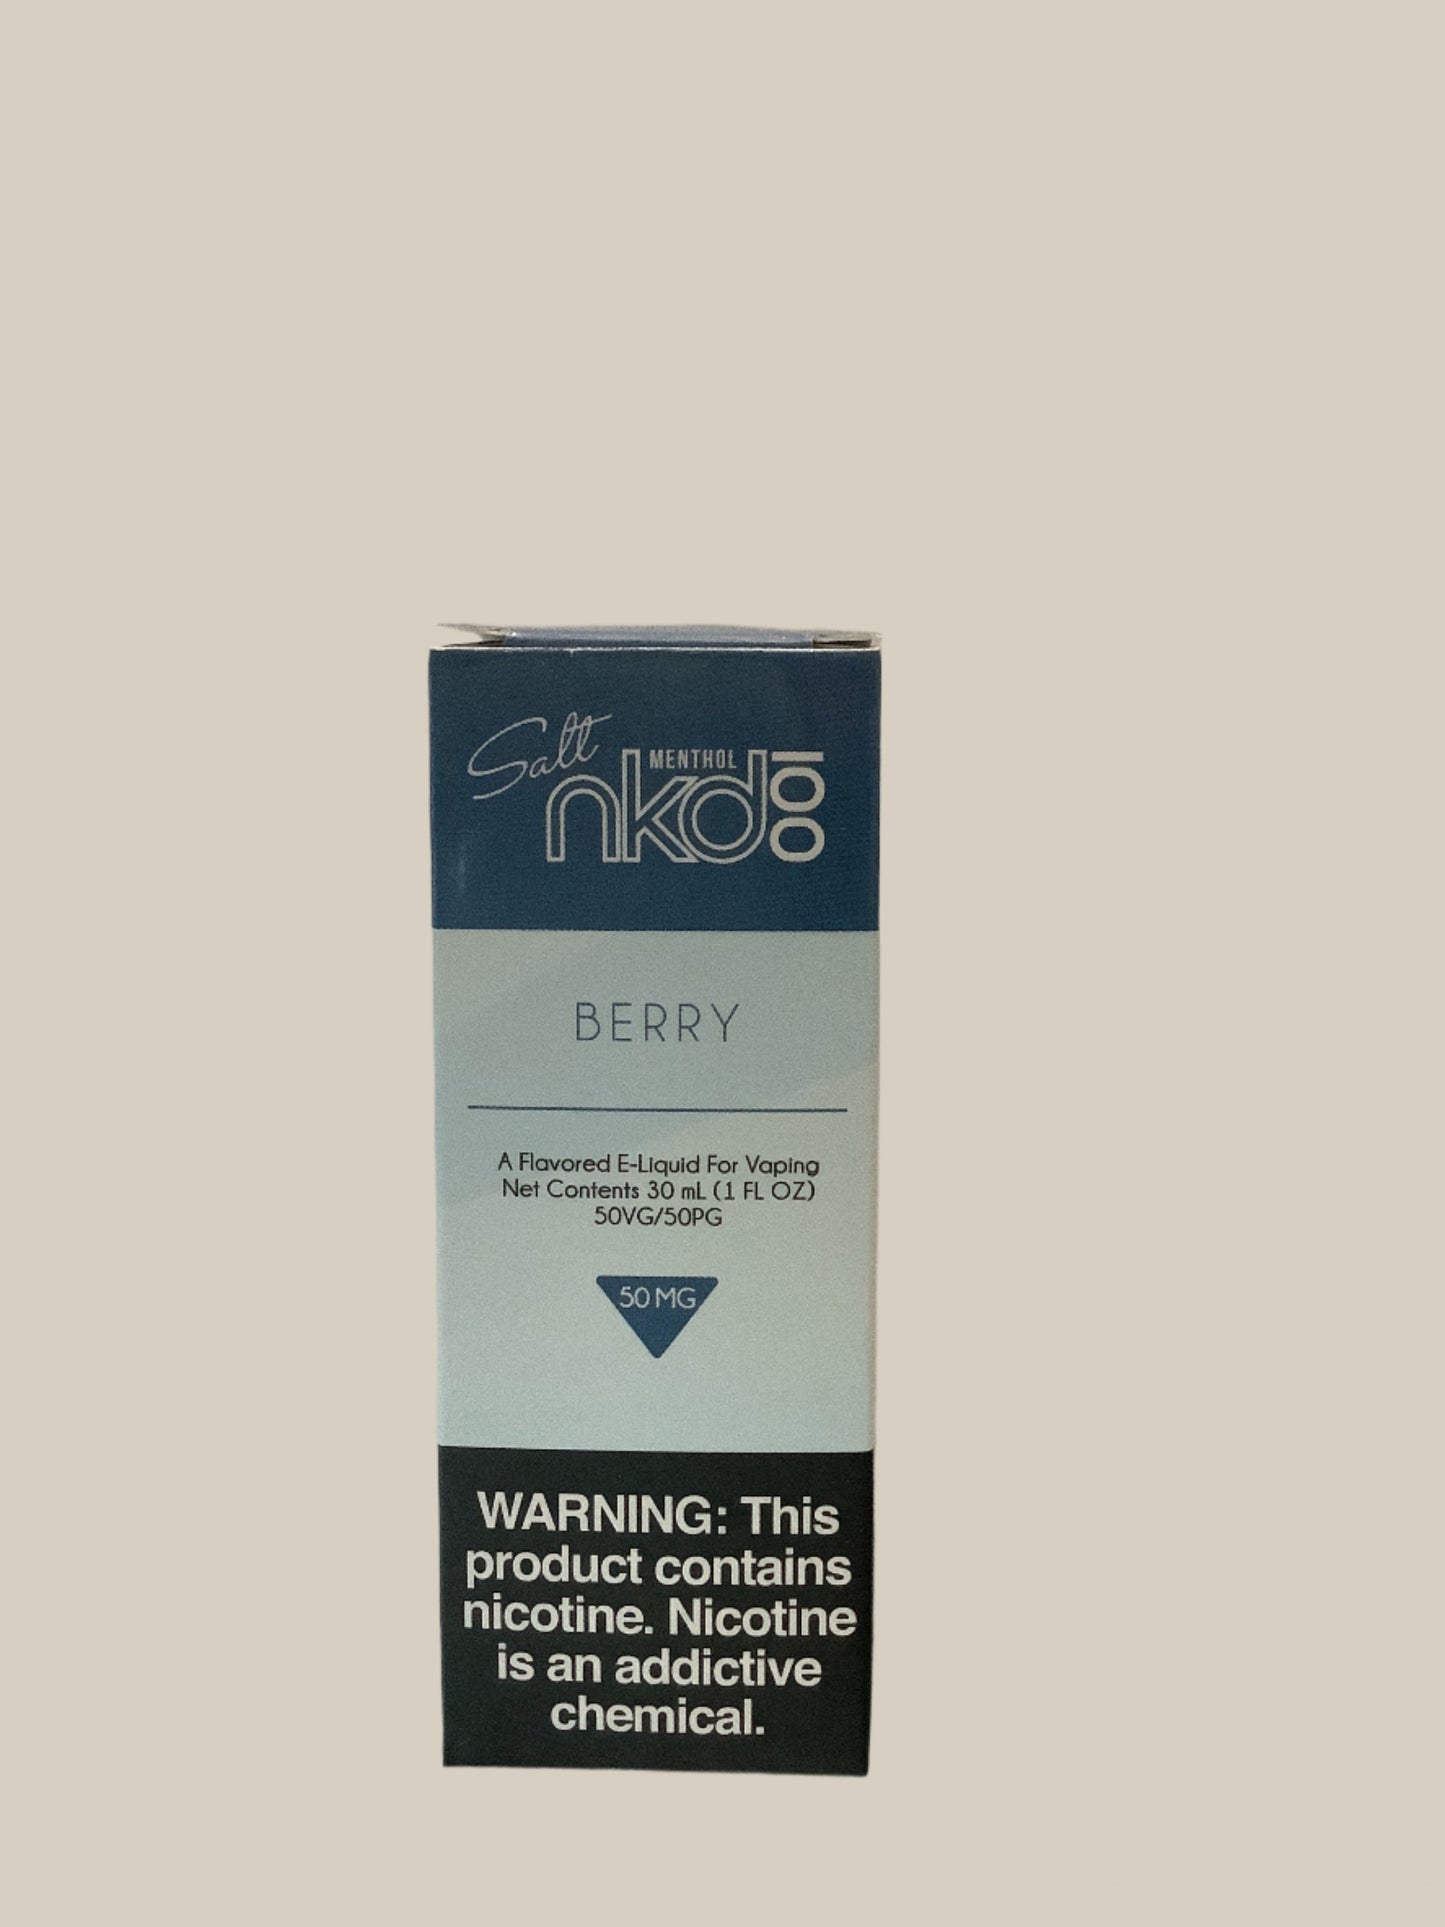 Salt
MENTHOL
nkd 100
BERRY
A Flavored E-Liquid For Vaping
Net Contents 30 mL (1 FL OZ)
50VG/50PG
50 MG
WARNING: This
product contains
nicotine. Nicotine
is an addictive
chemical.